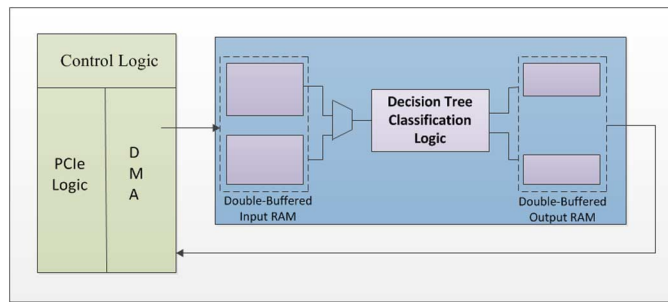 Control Logic
PCIe
Logic
D
M
A
Decision Tree
Classification
Logic
Double-Buffered
Input RAM
Double-Buffered
Output RAM